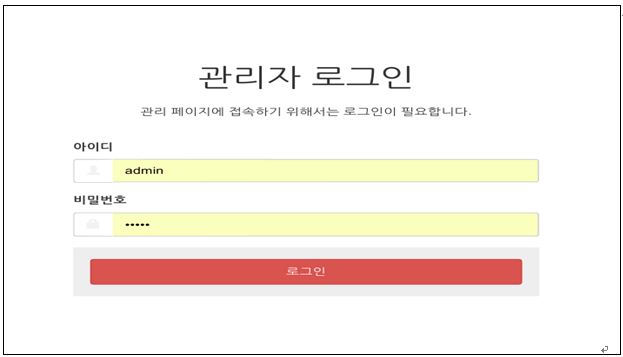 관리자 로그인
관리 페이지에 접속하기 위해서는 로그인이 필요합니다.
아이디
admin
비밀번호
•••••
로그인